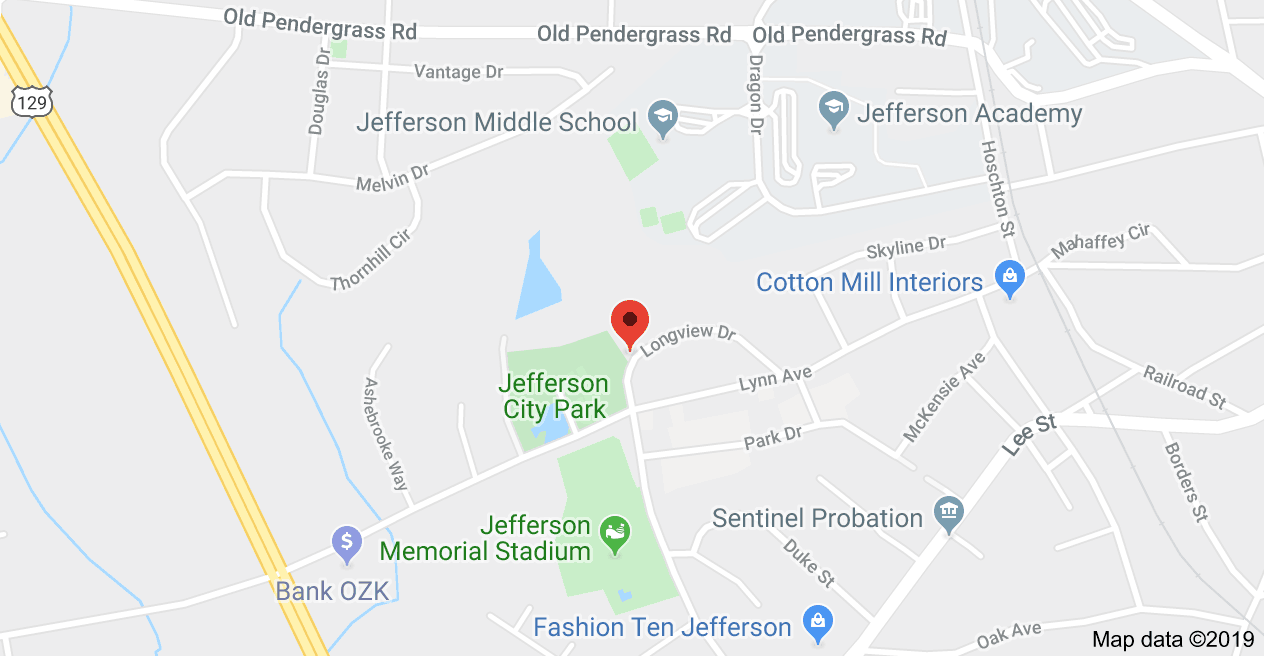 Old Pendergrass Rd
Old Pendergrass Rd
Old Pendergrass Rd
Vantage Dr
Douglas Dr
Dragon Dr
129
Jefferson Middle School
Jefferson Academy
Melvin Dr
Hoschton St
Thornhill Cir
Skyline Dr
Mahaffey Cir
Cotton Mill Interiors
Longview Dr
Jefferson
City Park
Lynn Ave
McKensie Ave
Railroad St
Ashebrooke Way
Park Dr
Lee St
Borders St
Sentinel Probation
Jefferson
Memorial Stadium
$
Bank OZK
Duke St
Fashion Ten Jefferson
Oak Ave
Map data ©2019